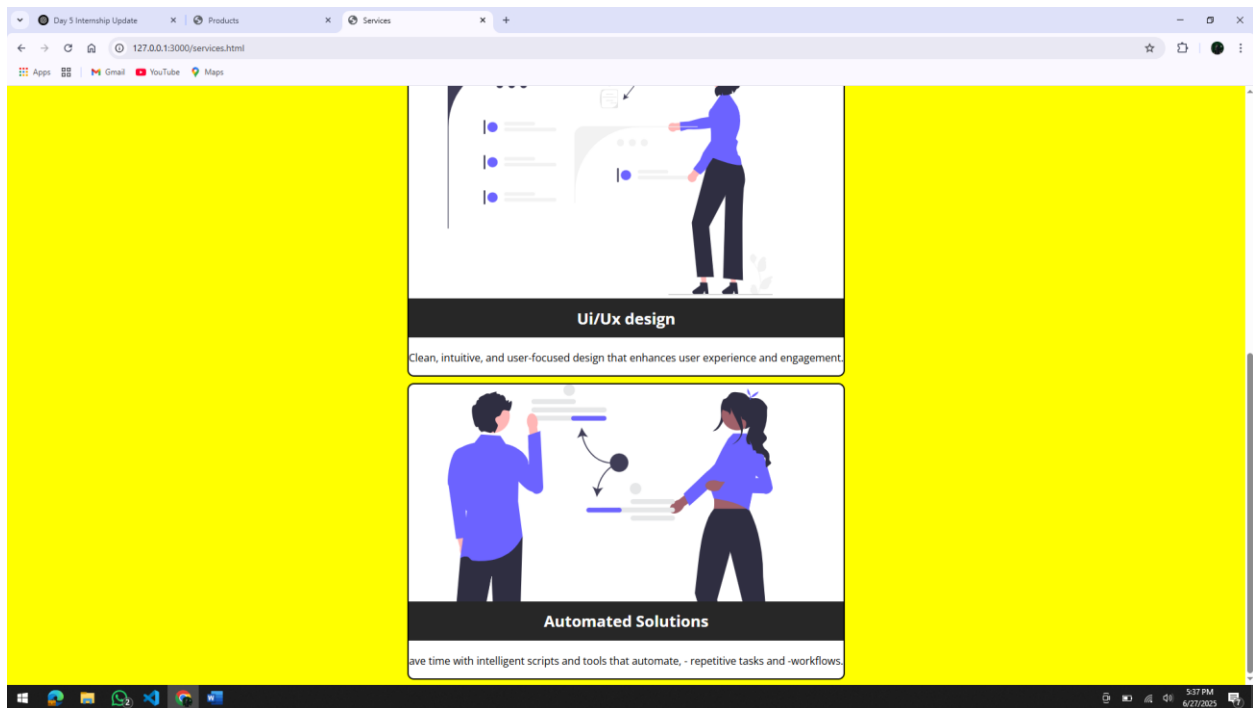 Day 5 Internship Update
Products
Services
127.0.0.1:3000/services.html
Apps
Gmail
YouTube
Maps
Ui/Ux design
Clean, intuitive, and user-focused design that enhances user experience and engagement.
Automated Solutions
ave time with intelligent scripts and tools that automate, - repetitive tasks and -workflows.
5:37 PM
6/27/2025